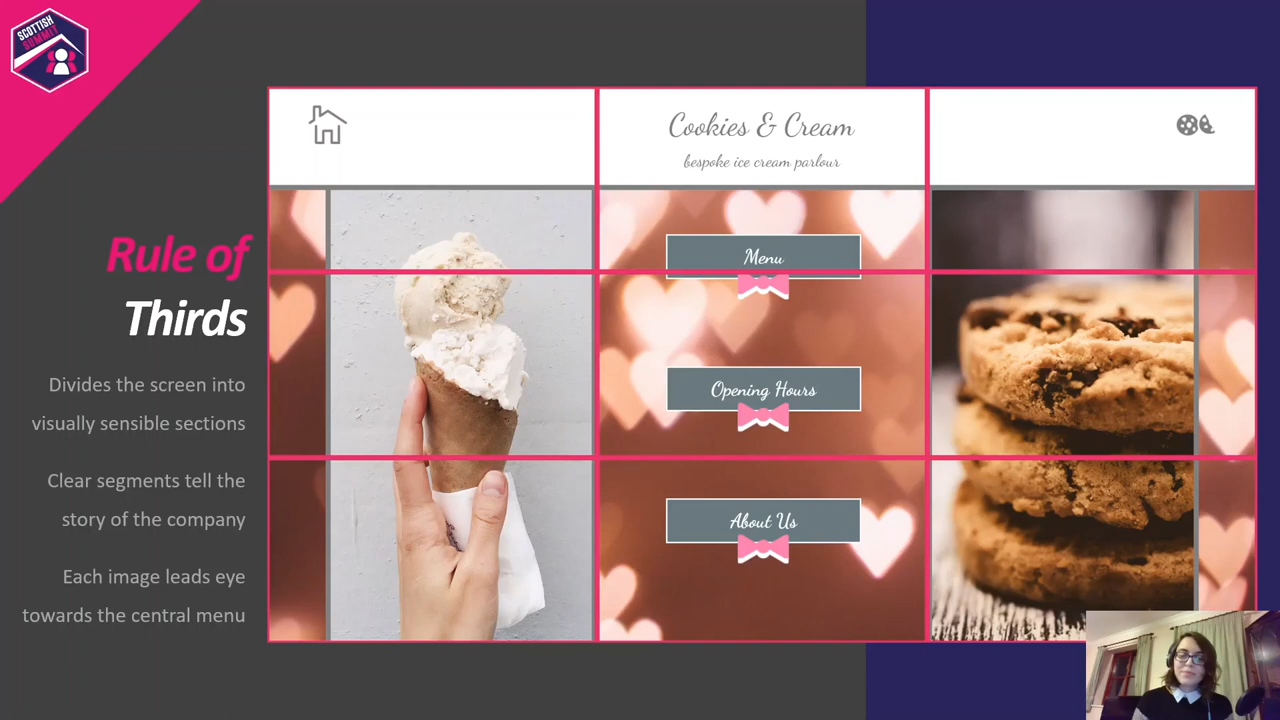 SCOTTISH
SUMMIT
Rule of
Thirds
Divides the screen into
visually sensible sections
Clear segments tell the
story of the company
Each image leads eye
towards the central menu
Cookies & Cream
bespoke ice cream parlour
Menu
Opening Hours
About Us